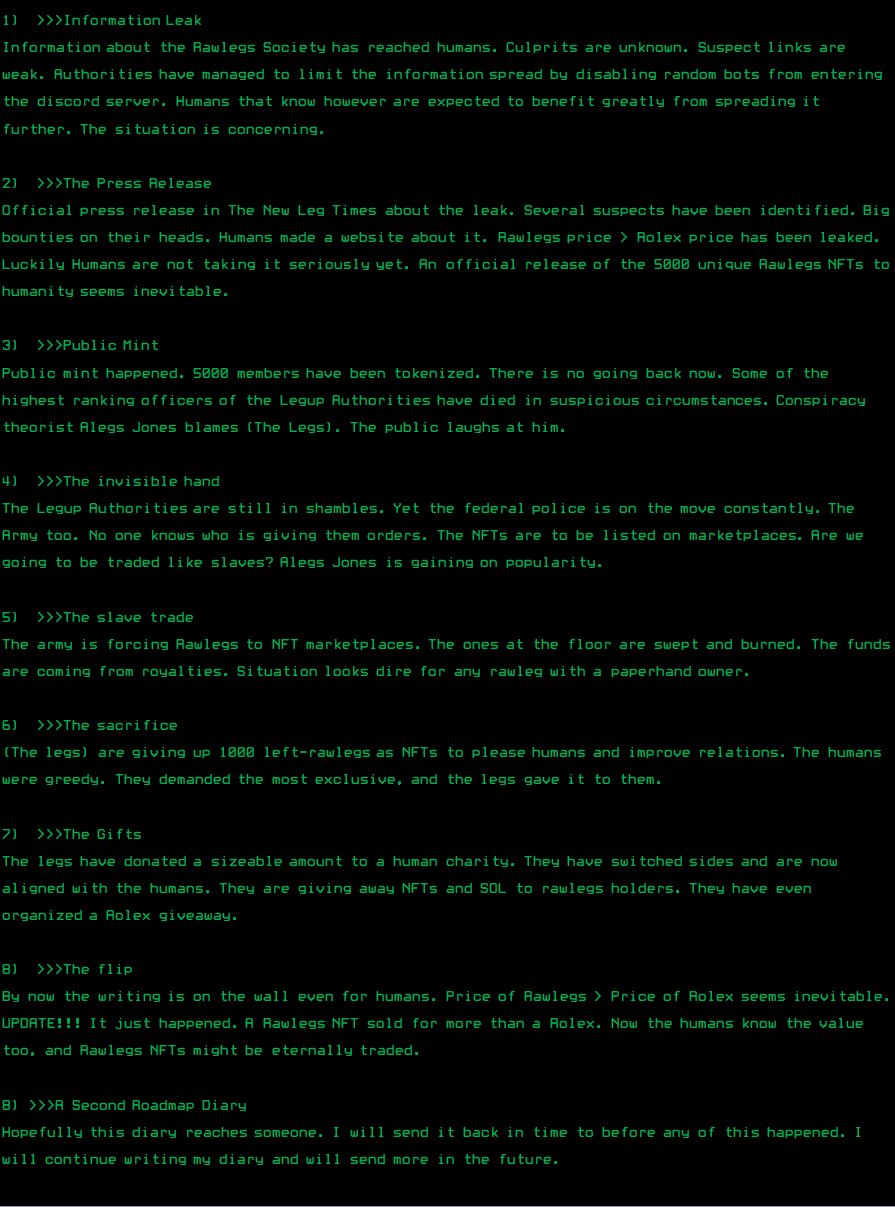 1)  >>>Information Leak
Information about the Rawlegs Society has reached humans. Culprits are unknown. Suspect links are
weak. Authorities have managed to limit the information spread by disabling random bots from entering
the discord server. Humans that know however are expected to benefit greatly from spreading it
further. The situation is concerning.
2)  >>>The Press Release
Official press release in The New Leg Times about the leak. Several suspects have been identified. Big
bounties on their heads. Humans made a website about it. Rawlegs price > Rolex price has been leaked.
Luckily Humans are not taking it seriously yet. An official release of the 5000 unique Rawlegs NFTs to
humanity seems inevitable.
3)  >>>Public Mint
Public mint happened. 5000 members have been tokenized. There is no going back now. Some of the
highest ranking officers of the Legup Authorities have died in suspicious circumstances. Conspiracy
theorist Alegs Jones blames (The Legs). The public laughs at him.
4)  >>>The invisible hand
The Legup Authorities are still in shambles. Yet the federal police is on the move constantly. The
Army too. No one knows who is giving them orders. The NFTs are to be listed on marketplaces. Are we
going to be traded like slaves? Alegs Jones is gaining on popularity.
5)  >>>The slave trade
The army is forcing Rawlegs to NFT marketplaces. The ones at the floor are swept and burned. The funds
are coming from royalties. Situation looks dire for any rawleg with a paperhand owner.
6)  >>>The sacrifice
(The legs) are giving up 1000 left-rawlegs as NFTs to please humans and improve relations. The humans
were greedy. They demanded the most exclusive, and the legs gave it to them.
7)  >>>The Gifts
The legs have donated a sizeable amount to a human charity. They have switched sides and are now
aligned with the humans. They are giving away NFTs and SOL to rawlegs holders. They have even
organized a Rolex giveaway.
8)  >>>The flip
By now the writing is on the wall even for humans. Price of Rawlegs > Price of Rolex seems inevitable.
UPDATE!!! It just happened. A Rawlegs NFT sold for more than a Rolex. Now the humans know the value
too, and Rawlegs NFTs might be eternally traded.
8) >>>A Second Roadmap Diary
Hopefully this diary reaches someone. I will send it back in time to before any of this happened. I
will continue writing my diary and will send more in the future.